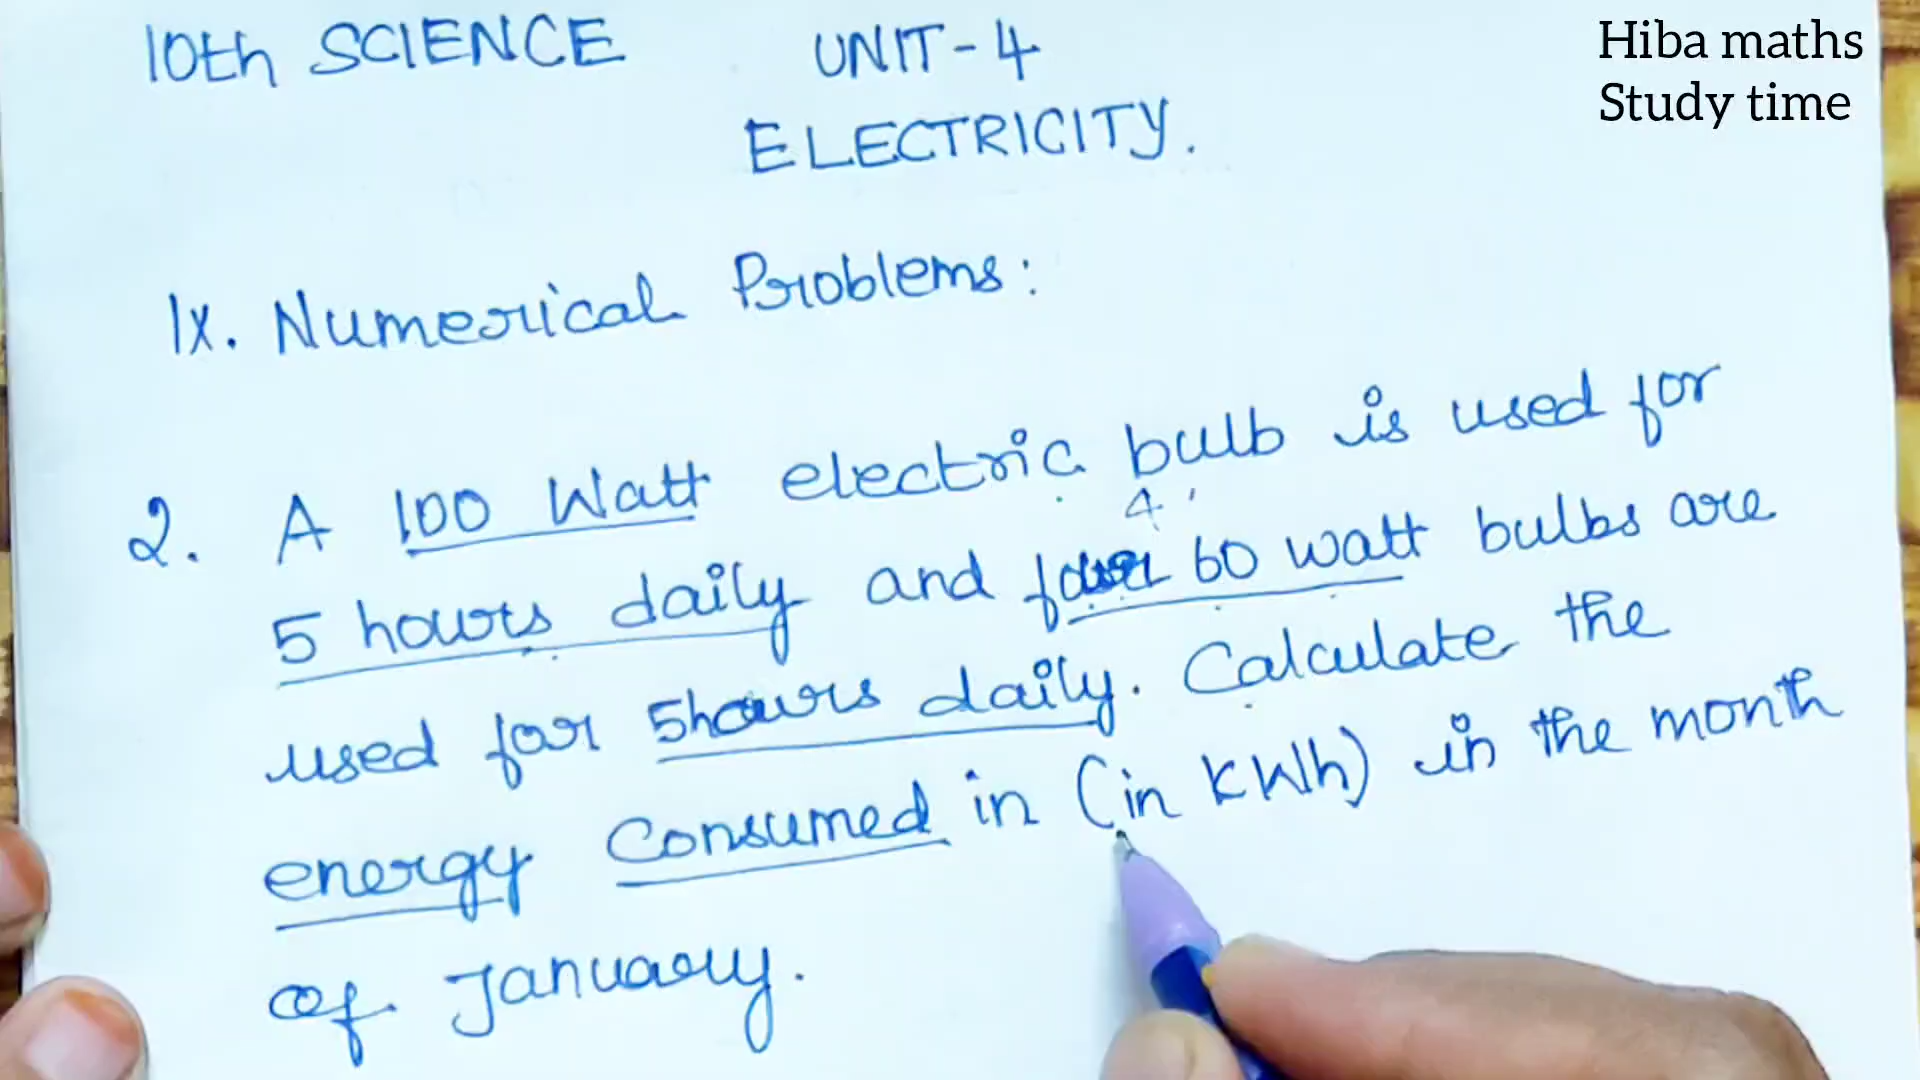 10th SCIENCE UNIT-4
ELECTRICITY.
Hiba maths
Study time
IX. Numerical Problems:
2. A 100 Watt electric bulb is used for
4
5 hours daily and four 60 watt bulbs are
used for 5hours daily. Calculate the
energy consumed in (in KWh) in the month
of January.